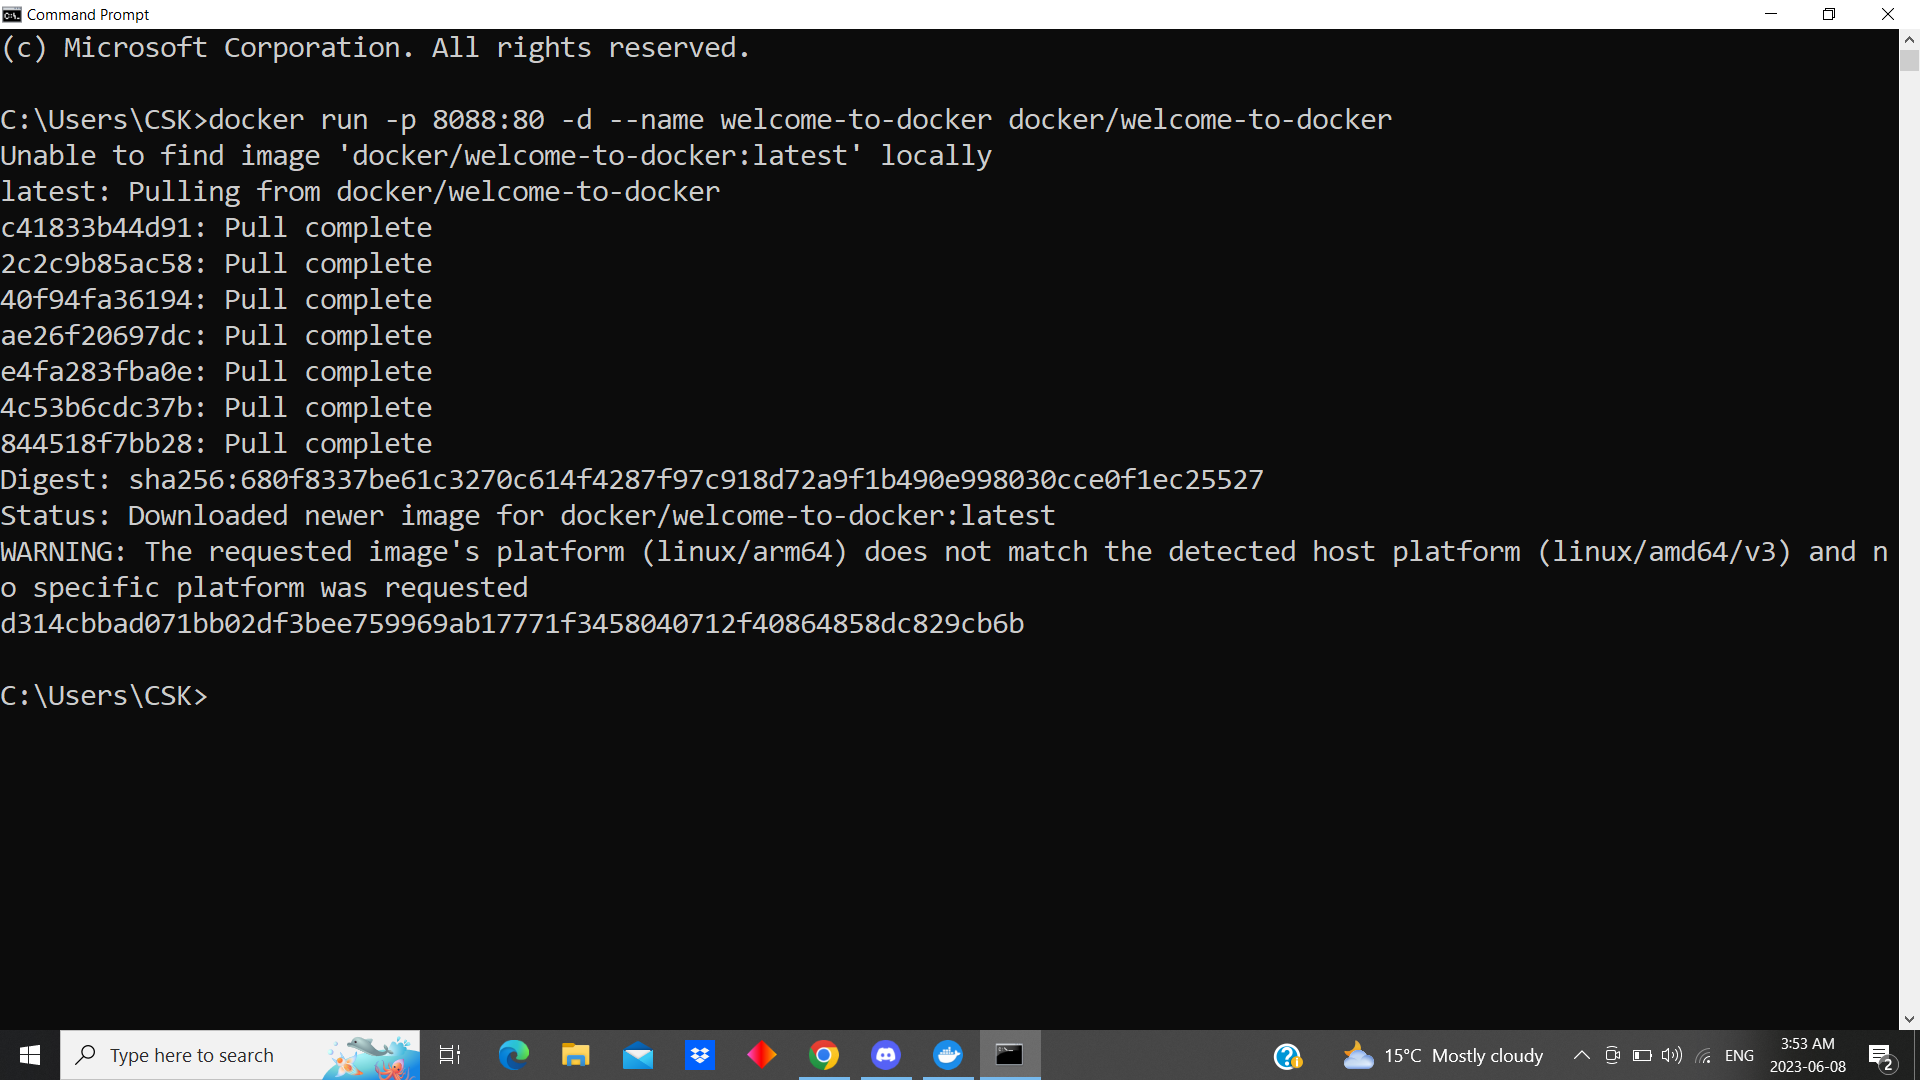 Command Prompt
(c) Microsoft Corporation. All rights reserved.
C:\Users\CSK>docker run -p 8088:80 -d --name welcome-to-docker docker/welcome-to-docker
Unable to find image 'docker/welcome-to-docker:latest' locally
latest: Pulling from docker/welcome-to-docker
c41833b44d91: Pull complete
2c2c9b85ac58: Pull complete
40f94fa36194: Pull complete
ae26f20697dc: Pull complete
e4fa283fba0e: Pull complete
4c53b6cdc37b: Pull complete
844518f7bb28: Pull complete
Digest: sha256:680f8337be61c3270c614f4287f97c918d72a9f1b490e998030cce0f1ec25527
Status: Downloaded newer image for docker/welcome-to-docker:latest
WARNING: The requested image's platform (linux/arm64) does not match the detected host platform (linux/amd64/v3) and n
o specific platform was requested
d314cbbad071bb02df3bee759969ab17771f3458040712f40864858dc829cb6b
C:\Users\CSK>
Type here to search
15°C Mostly cloudy
ENG
3:53 AM
2023-06-08
2